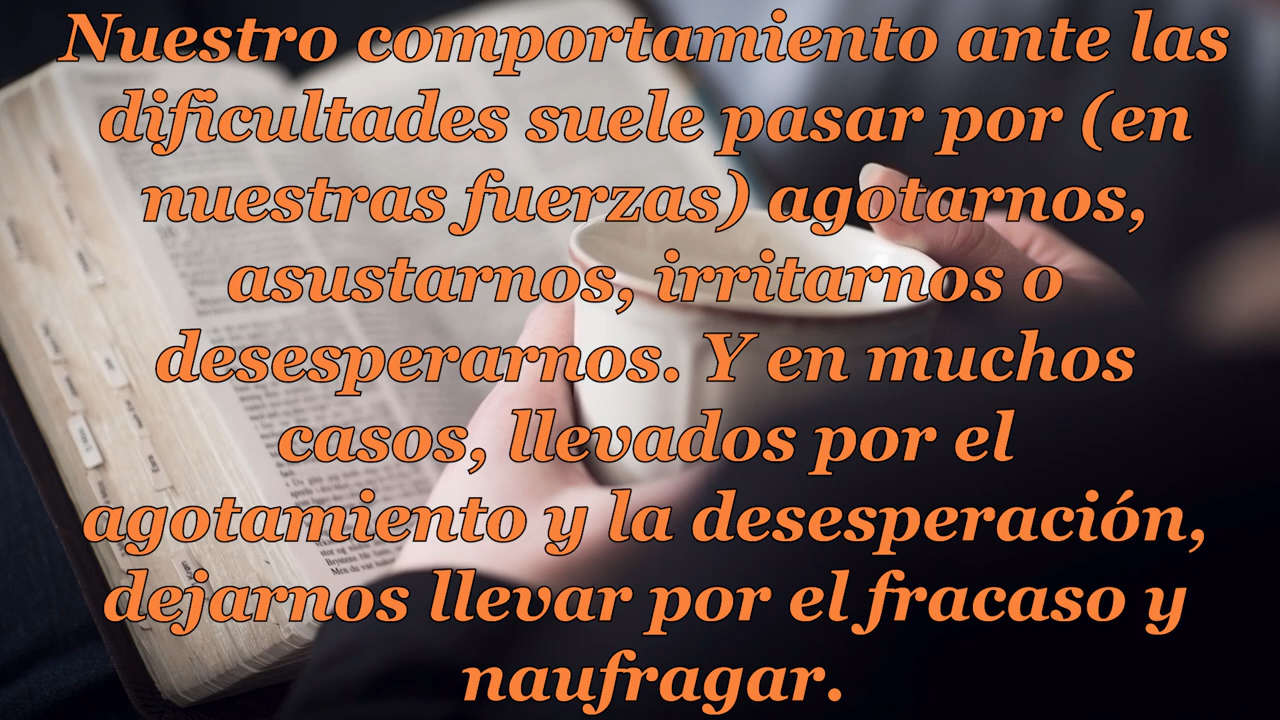 Nuestro comportamiento ante las
dificultades suele pasar por (en
nuestras fuerzas) agotarnos,
asustarnos, irritarnos o
desesperarnos. Y en muchos
casos, llevados por el
agotamiento y la desesperación,
dejarnos llevar por el fracaso y
naufragar.